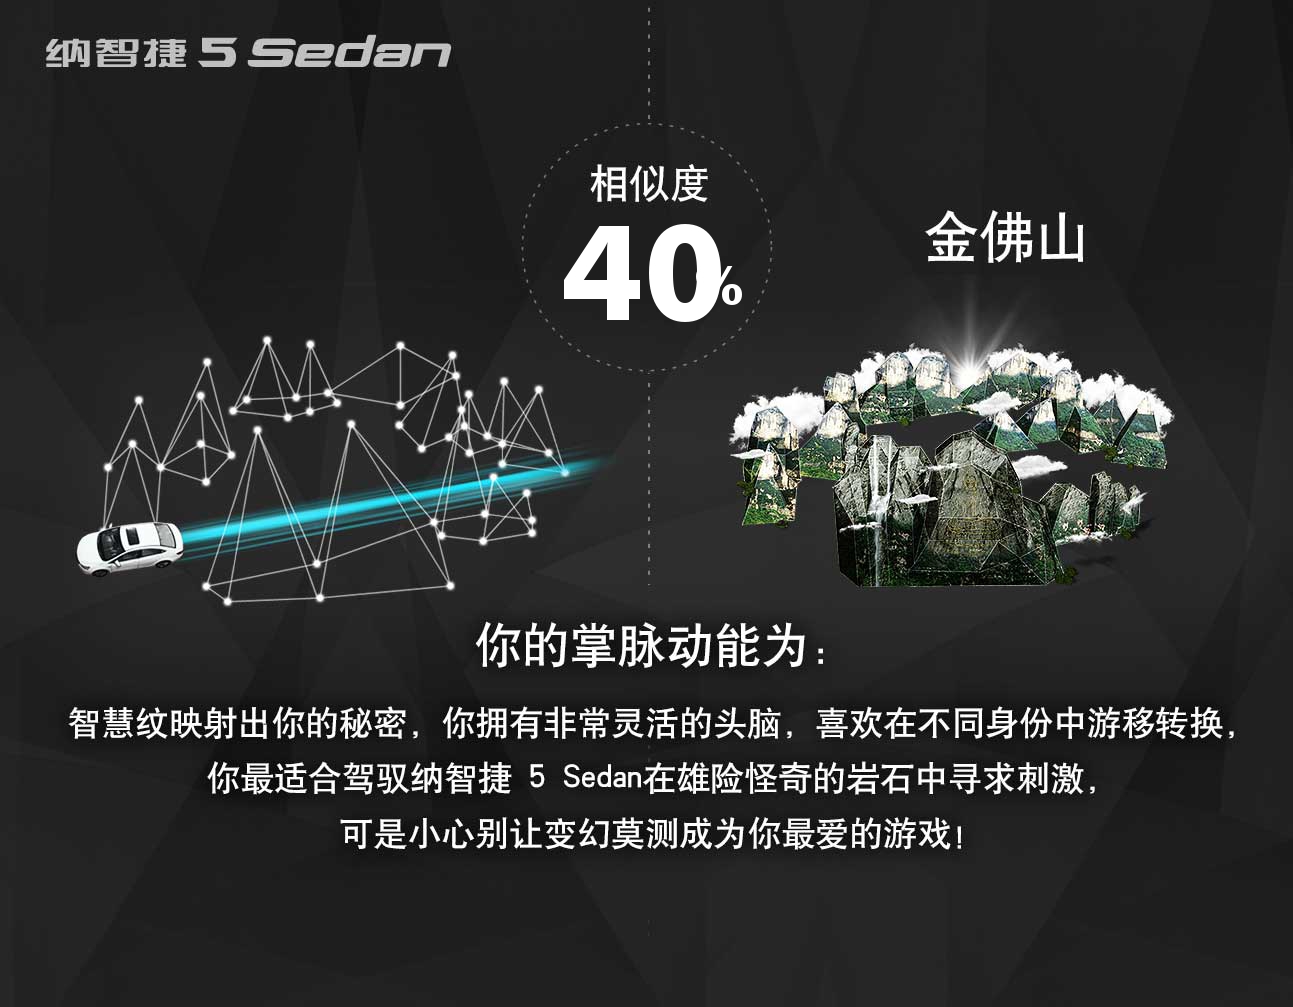 纳智捷 5 Sedan
相似度
40%
金佛山
你的掌脉动能为：
智慧纹映射出你的秘密，你拥有非常灵活的头脑，喜欢在不同身份中游移转换，
你最适合驾驭纳智捷 5 Sedan在雄险怪奇的岩石中寻求刺激，
可是小心别让变幻莫测成为你最爱的游戏！